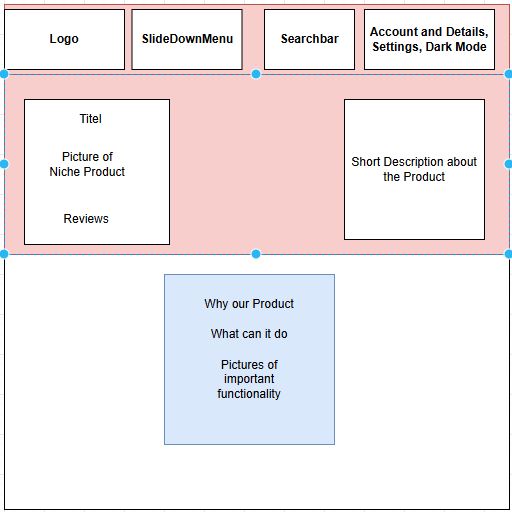 Logo
SlideDownMenu
Searchbar
Account and Details,
Settings, Dark Mode
Titel
Picture of
Niche Product
Reviews
Short Description about
the Product
Why our Product
What can it do
Pictures of
important
functionality